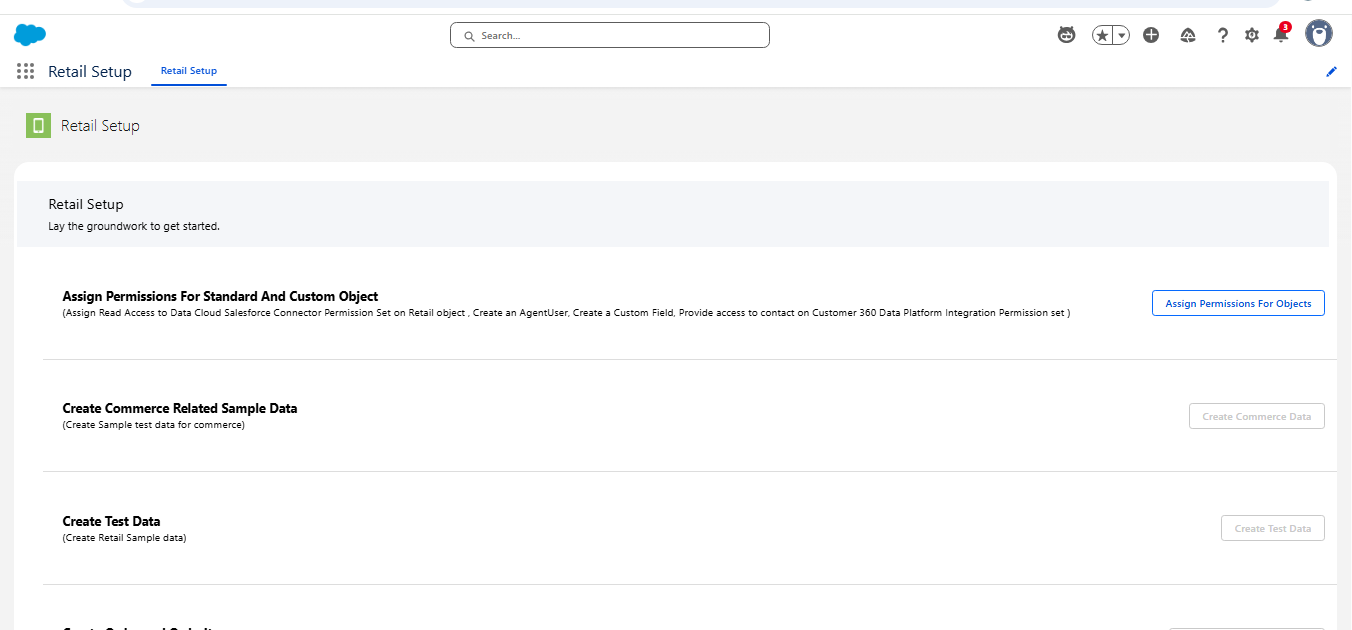 Search...
3
Retail Setup
Retail Setup
Retail Setup
Retail Setup
Lay the groundwork to get started.
Assign Permissions For Standard And Custom Object
(Assign Read Access to Data Cloud Salesforce Connector Permission Set on Retail object , Create an AgentUser, Create a Custom Field, Provide access to contact on Customer 360 Data Platform Integration Permission set )
Assign Permissions For Objects
Create Commerce Related Sample Data
(Create Sample test data for commerce)
Create Commerce Data
Create Test Data
(Create Retail Sample data)
Create Test Data